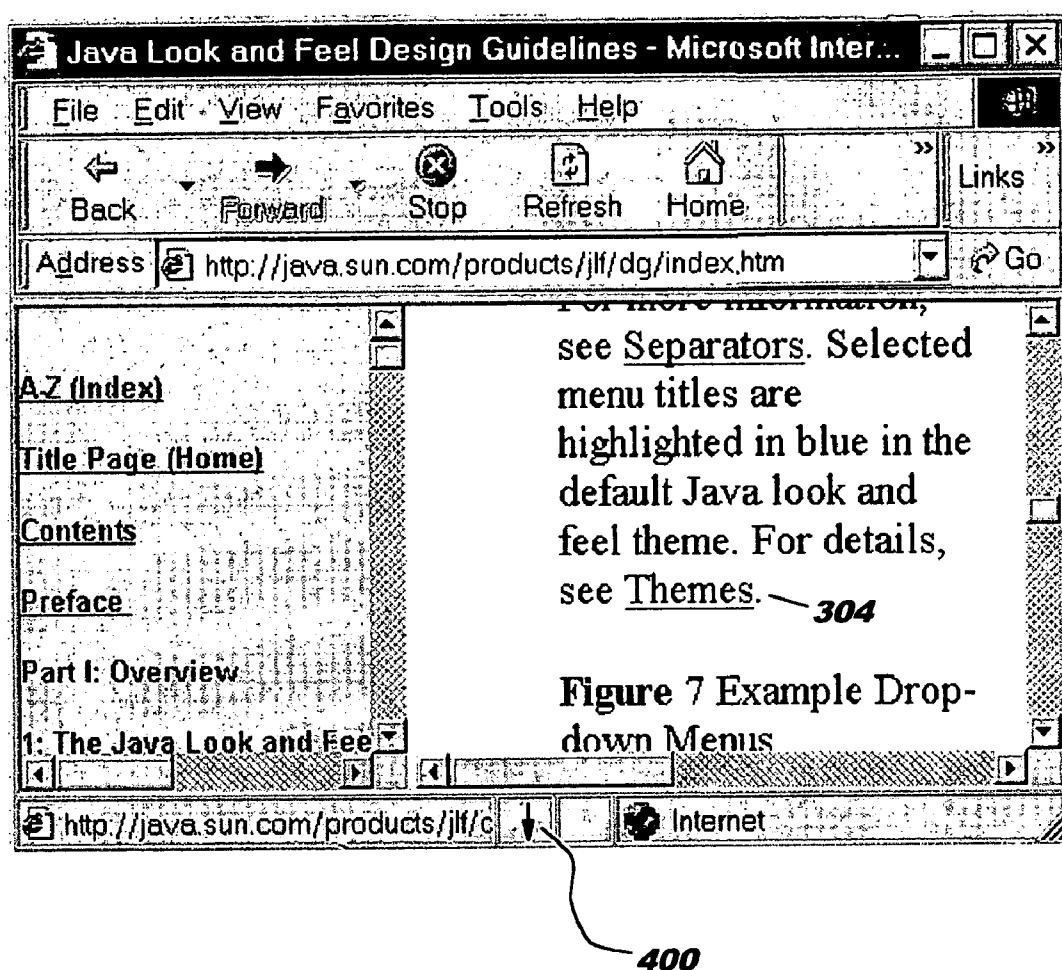 Java Look and Feel Design Guidelines - Microsoft Inter...
File Edit View Favorites Tools Help
Back Forward Stop Refresh Home » Links »
Address http://java.sun.com/products/jlf/dg/index.htm Go
A-Z (Index)
Title Page (Home)
Contents
Preface
Part I: Overview
1: The Java Look and Fee
For more information,
see Separators. Selected
menu titles are
highlighted in blue in the
default Java look and
feel theme. For details,
see Themes. 304
Figure 7 Example Drop-
down Menus
http://java.sun.com/products/jlf/c Internet
400